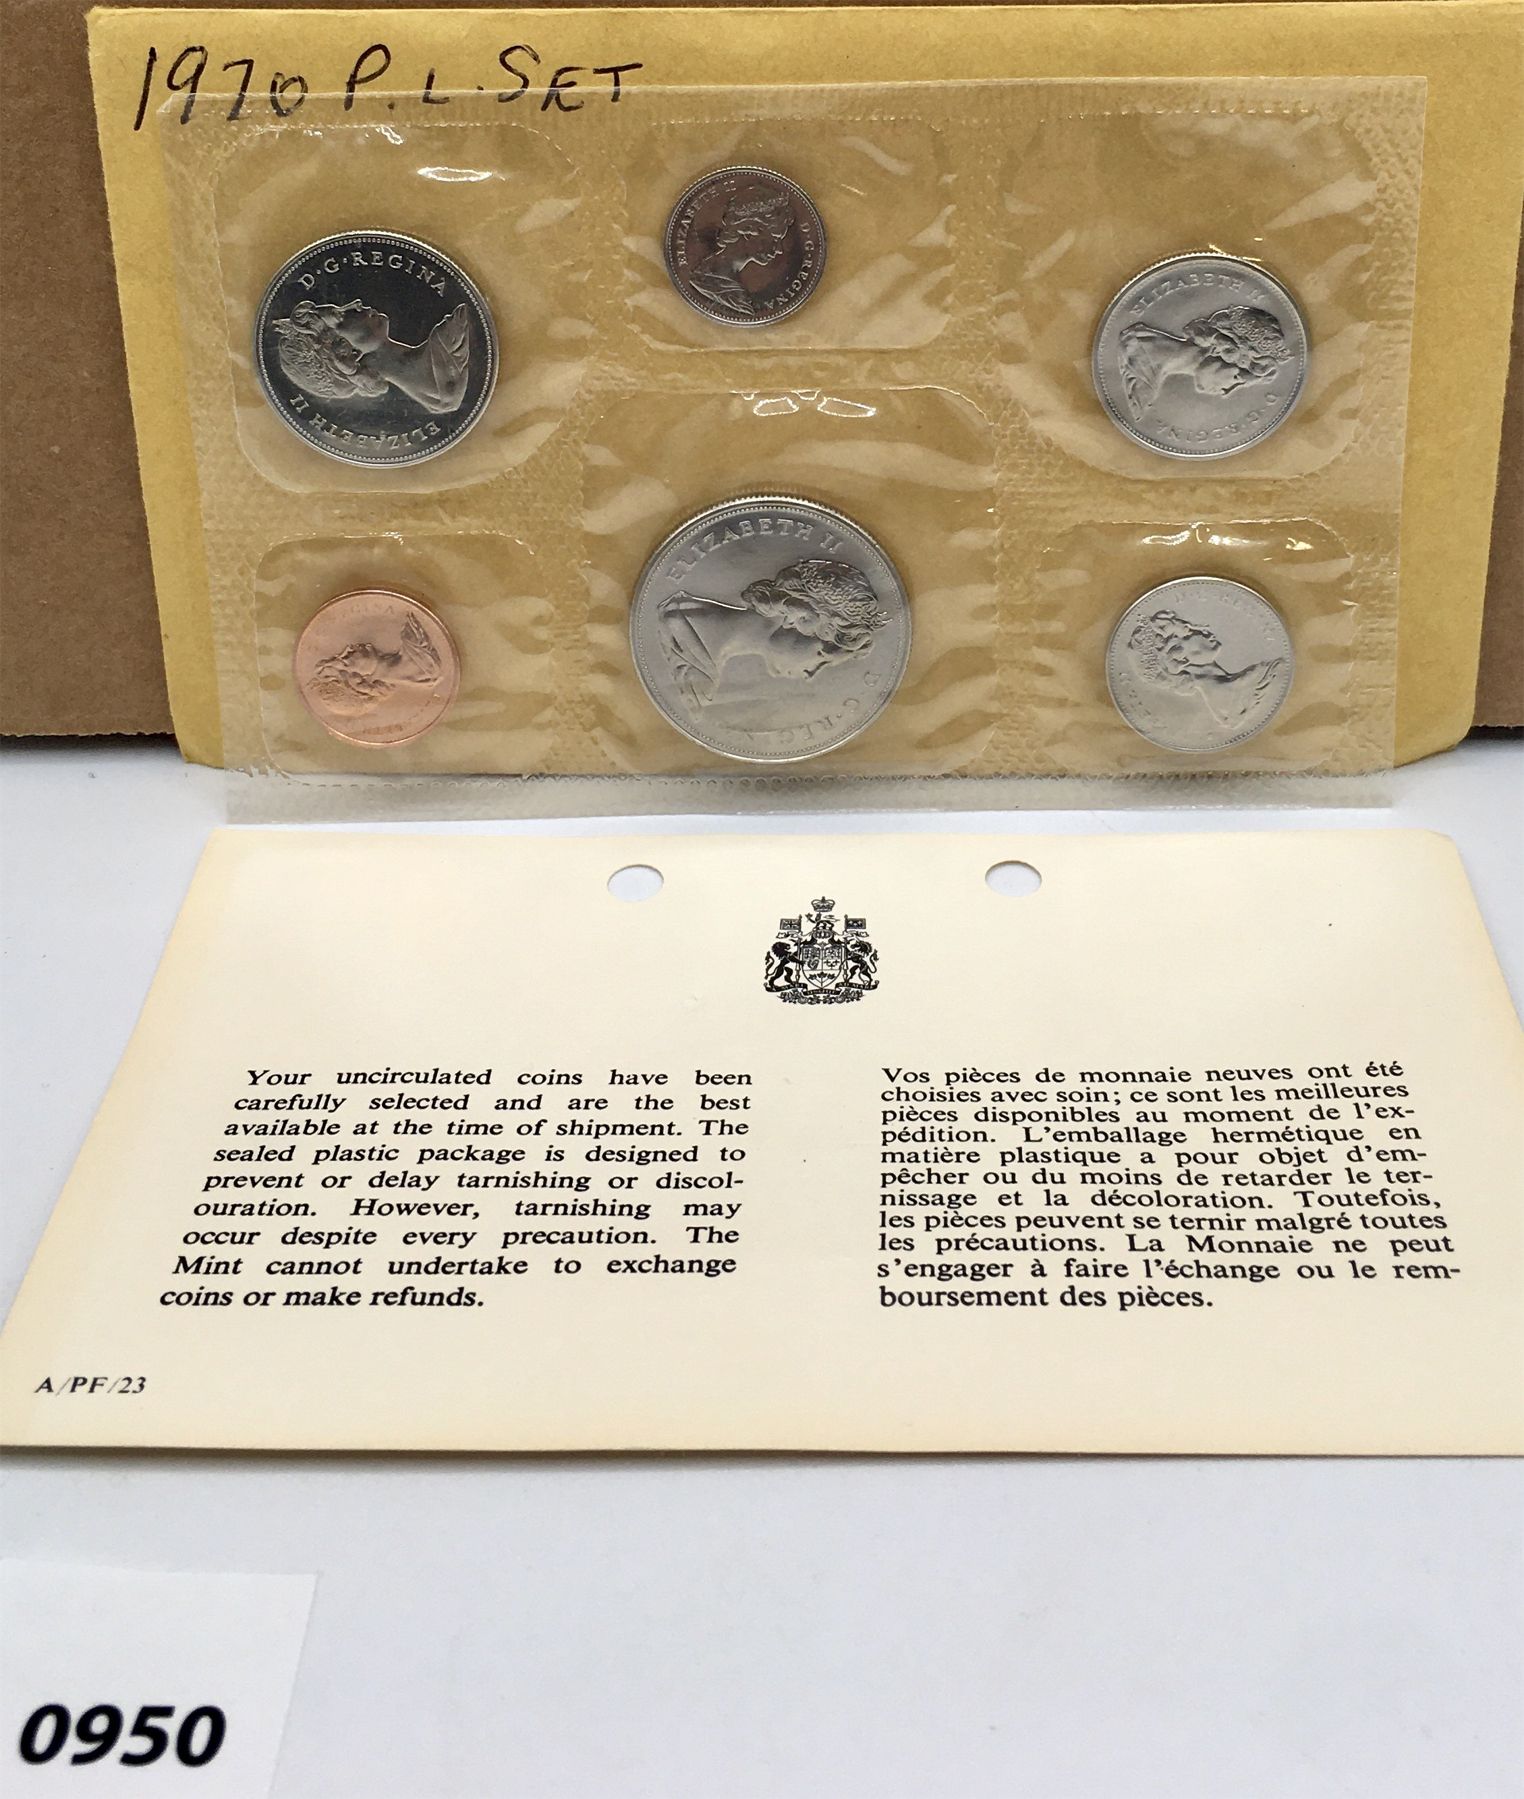 1970 P.L.SET
D·G·REGINA
ELIZABETH II
ELIZABETH II
D·G·REGINA
ELIZABETH II
D·G·REGINA
ELIZABETH II
D·G·REGINA
Your uncirculated coins have been
carefully selected and are the best
available at the time of shipment. The
sealed plastic package is designed to
prevent or delay tarnishing or discol-
ouration. However, tarnishing may
occur despite every precaution. The
Mint cannot undertake to exchange
coins or make refunds.
Vos pièces de monnaie neuves ont été
choisies avec soin; ce sont les meilleures
pièces disponibles au moment de l'ex-
pédition. L'emballage hermétique en
matière plastique a pour objet d'em-
pêcher ou du moins de retarder le ter-
nissage et la décoloration. Toutefois,
les pièces peuvent se ternir malgré toutes
les précautions. La Monnaie ne peut
s'engager à faire l'échange ou le rem-
boursement des pièces.
A/PF/23
0950